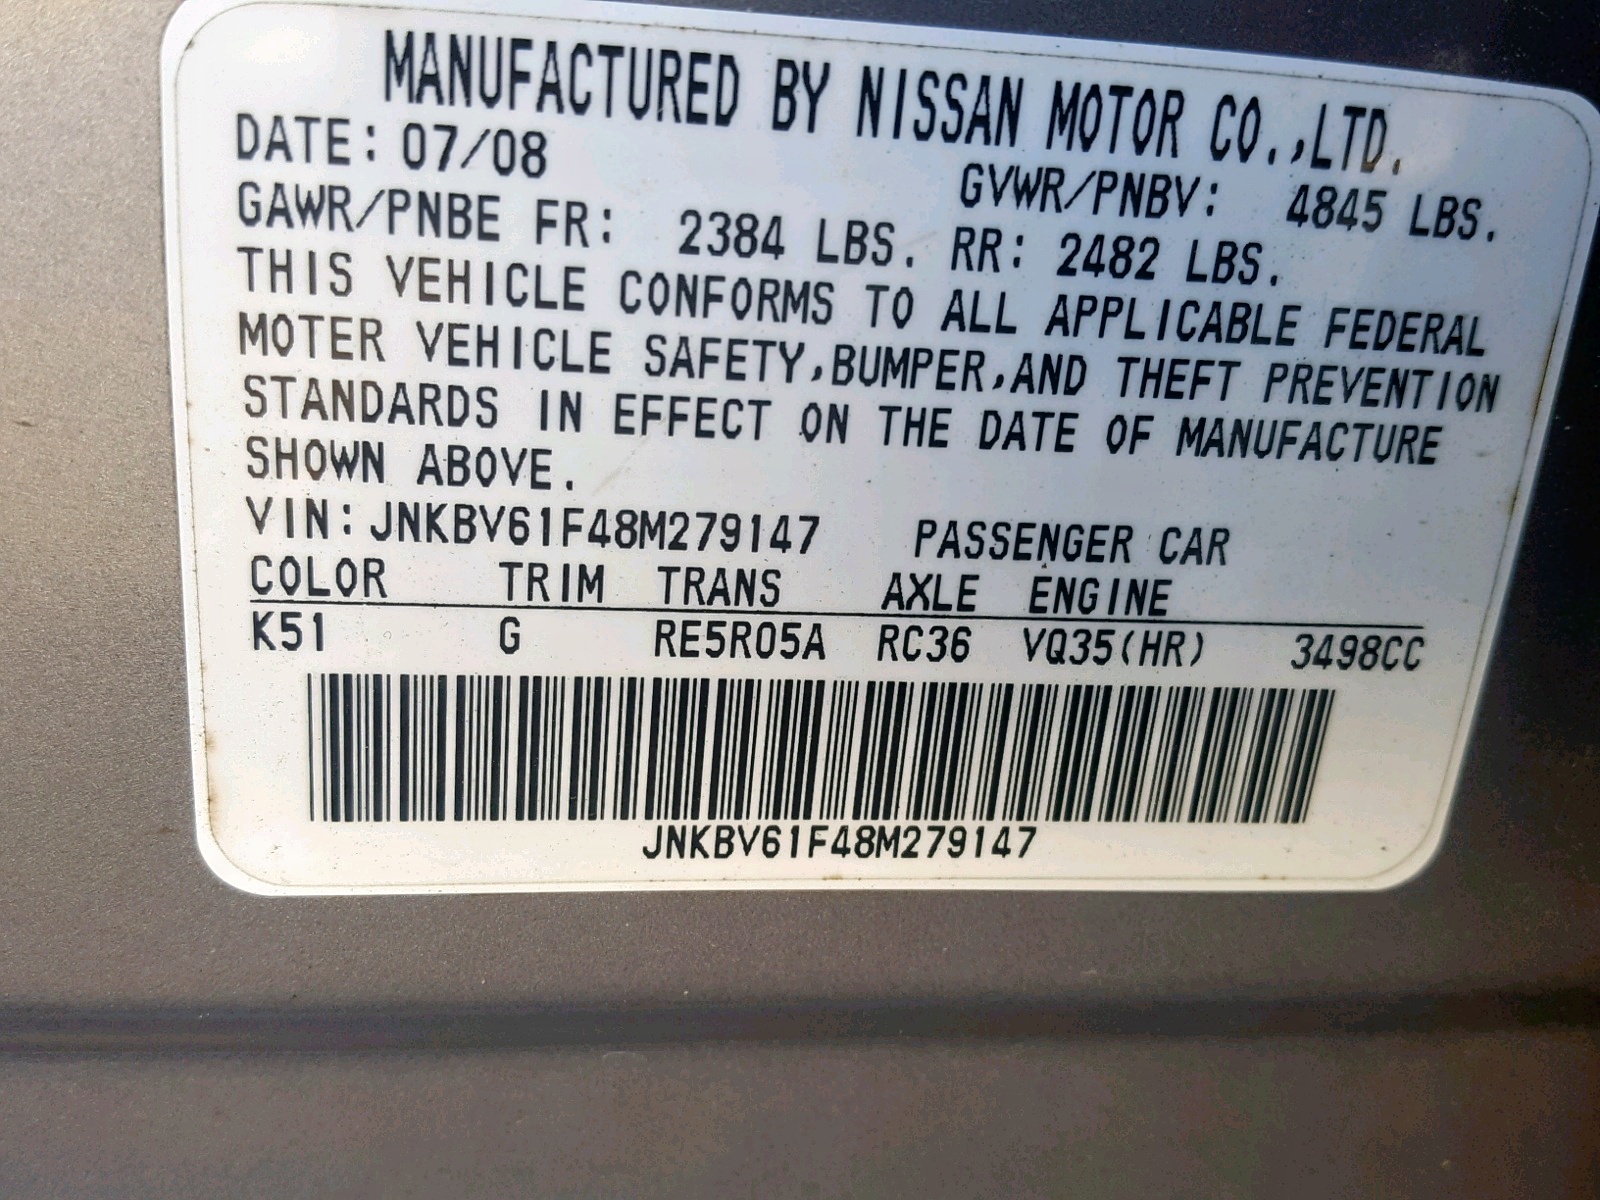 MANUFACTURED BY NISSAN MOTOR CO.,LTD.
DATE: 07/08 GVWR/PNBV: 4845 LBS.
GAWR/PNBE FR: 2384 LBS. RR: 2482 LBS.
THIS VEHICLE CONFORMS TO ALL APPLICABLE FEDERAL
MOTER VEHICLE SAFETY,BUMPER,AND THEFT PREVENTION
STANDARDS IN EFFECT ON THE DATE OF MANUFACTURE
SHOWN ABOVE.
VIN: JNKBV61F48M279147 PASSENGER CAR
COLOR TRIM TRANS AXLE ENGINE
K51 G RE5R05A RC36 VQ35(HR) 3498CC
JNKBV61F48M279147